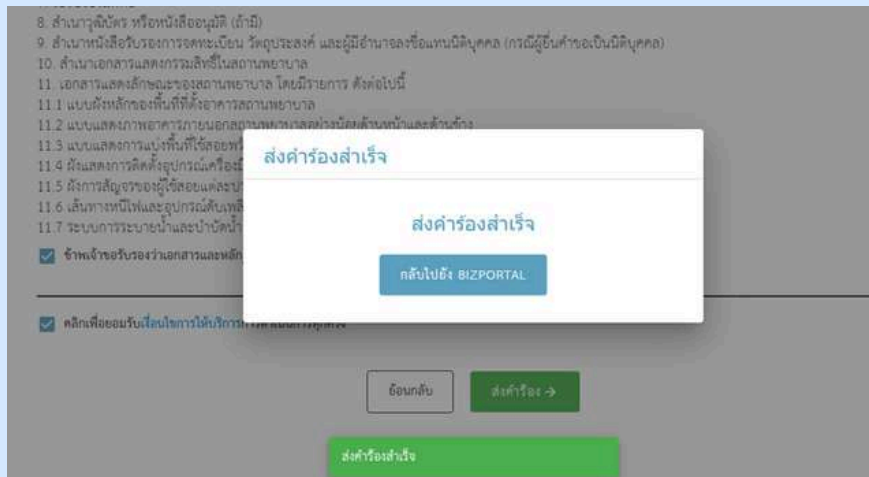 8. สำเนาวุฒิบัตร หรือหนังสืออนุมัติ (ถ้ามี)
9. สำเนาหนังสือรับรองการจดทะเบียน วัตถุประสงค์ และผู้มีอำนาจลงชื่อแทนนิติบุคคล (กรณีผู้ยื่นคำขอเป็นนิติบุคคล)
10. สำเนาเอกสารแสดงกรรมสิทธิ์ในสถานพยาบาล
11. เอกสารแสดงลักษณะของสถานพยาบาล โดยมีรายการ ดังต่อไปนี้
11.1 แบบผังหลักของพื้นที่ที่ตั้งอาคารสถานพยาบาล
11.2 แบบแสดงภาพอาคารภายนอกสถานพยาบาลอย่างน้อยด้านหน้าและด้านข้าง
11.3 แบบแสดงการแบ่งพื้นที่ใช้สอย
11.4 ผังแสดงการติดตั้งอุปกรณ์เครื่อง
11.5 ผังการสัญจรของผู้ใช้สอยแต่ละ
11.6 เส้นทางหนีไฟและอุปกรณ์ดับ
11.7 ระบบการระบายน้ำและบำบัดน้ำ
ส่งคำร้องสำเร็จ
ส่งคำร้องสำเร็จ
กลับไปยัง BIZPORTAL
ข้าพเจ้าขอรับรองว่าเอกสารและหลัก
คลิกเพื่อยอมรับเงื่อนไขการให้บริการ
ย้อนกลับ
ส่งคำร้อง →
ส่งคำร้องสำเร็จ